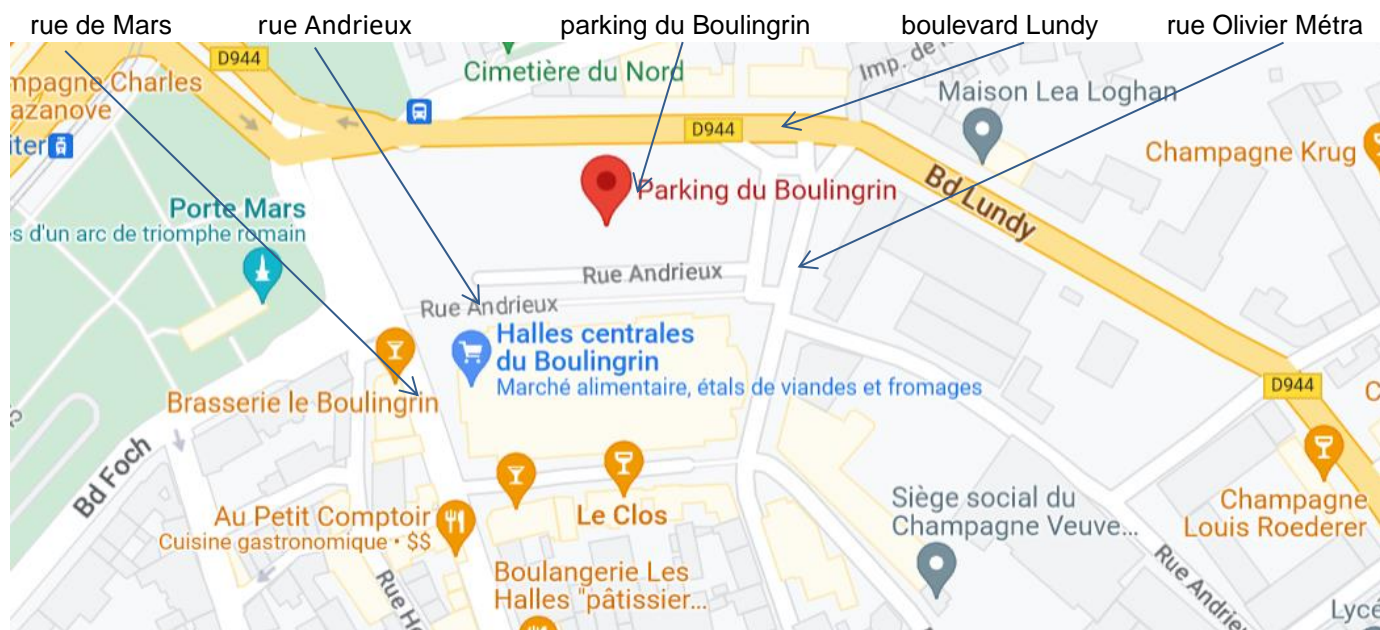 rue de Mars
rue Andrieux
parking du Boulingrin
boulevard Lundy
rue Olivier Métra
D944
Cimetière du Nord
Imp. de
mpagne Charles
azanove
Maison Lea Loghan
D944
iter
Champagne Krug
Parking du Boulingrin
Bd Lundy
Porte Mars
s d'un arc de triomphe romain
Rue Andrieux
Rue Andrieux
Halles centrales
du Boulingrin
Marché alimentaire, étals de viandes et fromages
D944
C
Brasserie le Boulingrin
Bd Foch
Le Clos
Au Petit Comptoir
Cuisine gastronomique • $$
Siège social du
Champagne Veuve...
Champagne
Louis Roederer
Boulangerie Les
Halles "pâtissier...
Rue H
Rue Andrie
Lycé